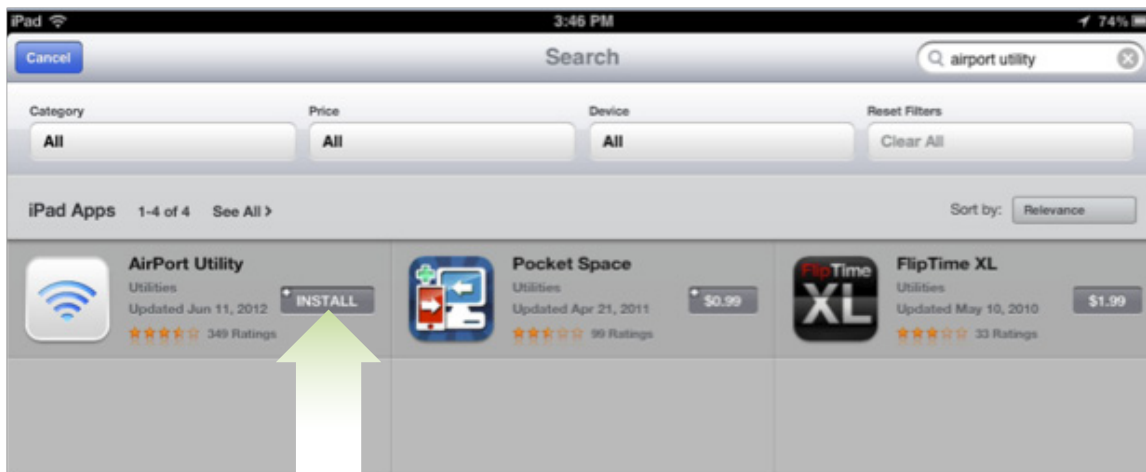 iPad 3:46 PM 74%
Cancel Search airport utility
Category Price Device Reset Filters
All All All Clear All
iPad Apps 1-4 of 4 See All > Sort by: Relevance
AirPort Utility
Utilities
Updated Jun 11, 2012
349 Ratings
INSTALL
Pocket Space
Utilities
Updated Apr 21, 2011
99 Ratings
$0.99
FlipTime XL
FlipTime XL
Utilities
Updated May 10, 2010
33 Ratings
$1.99